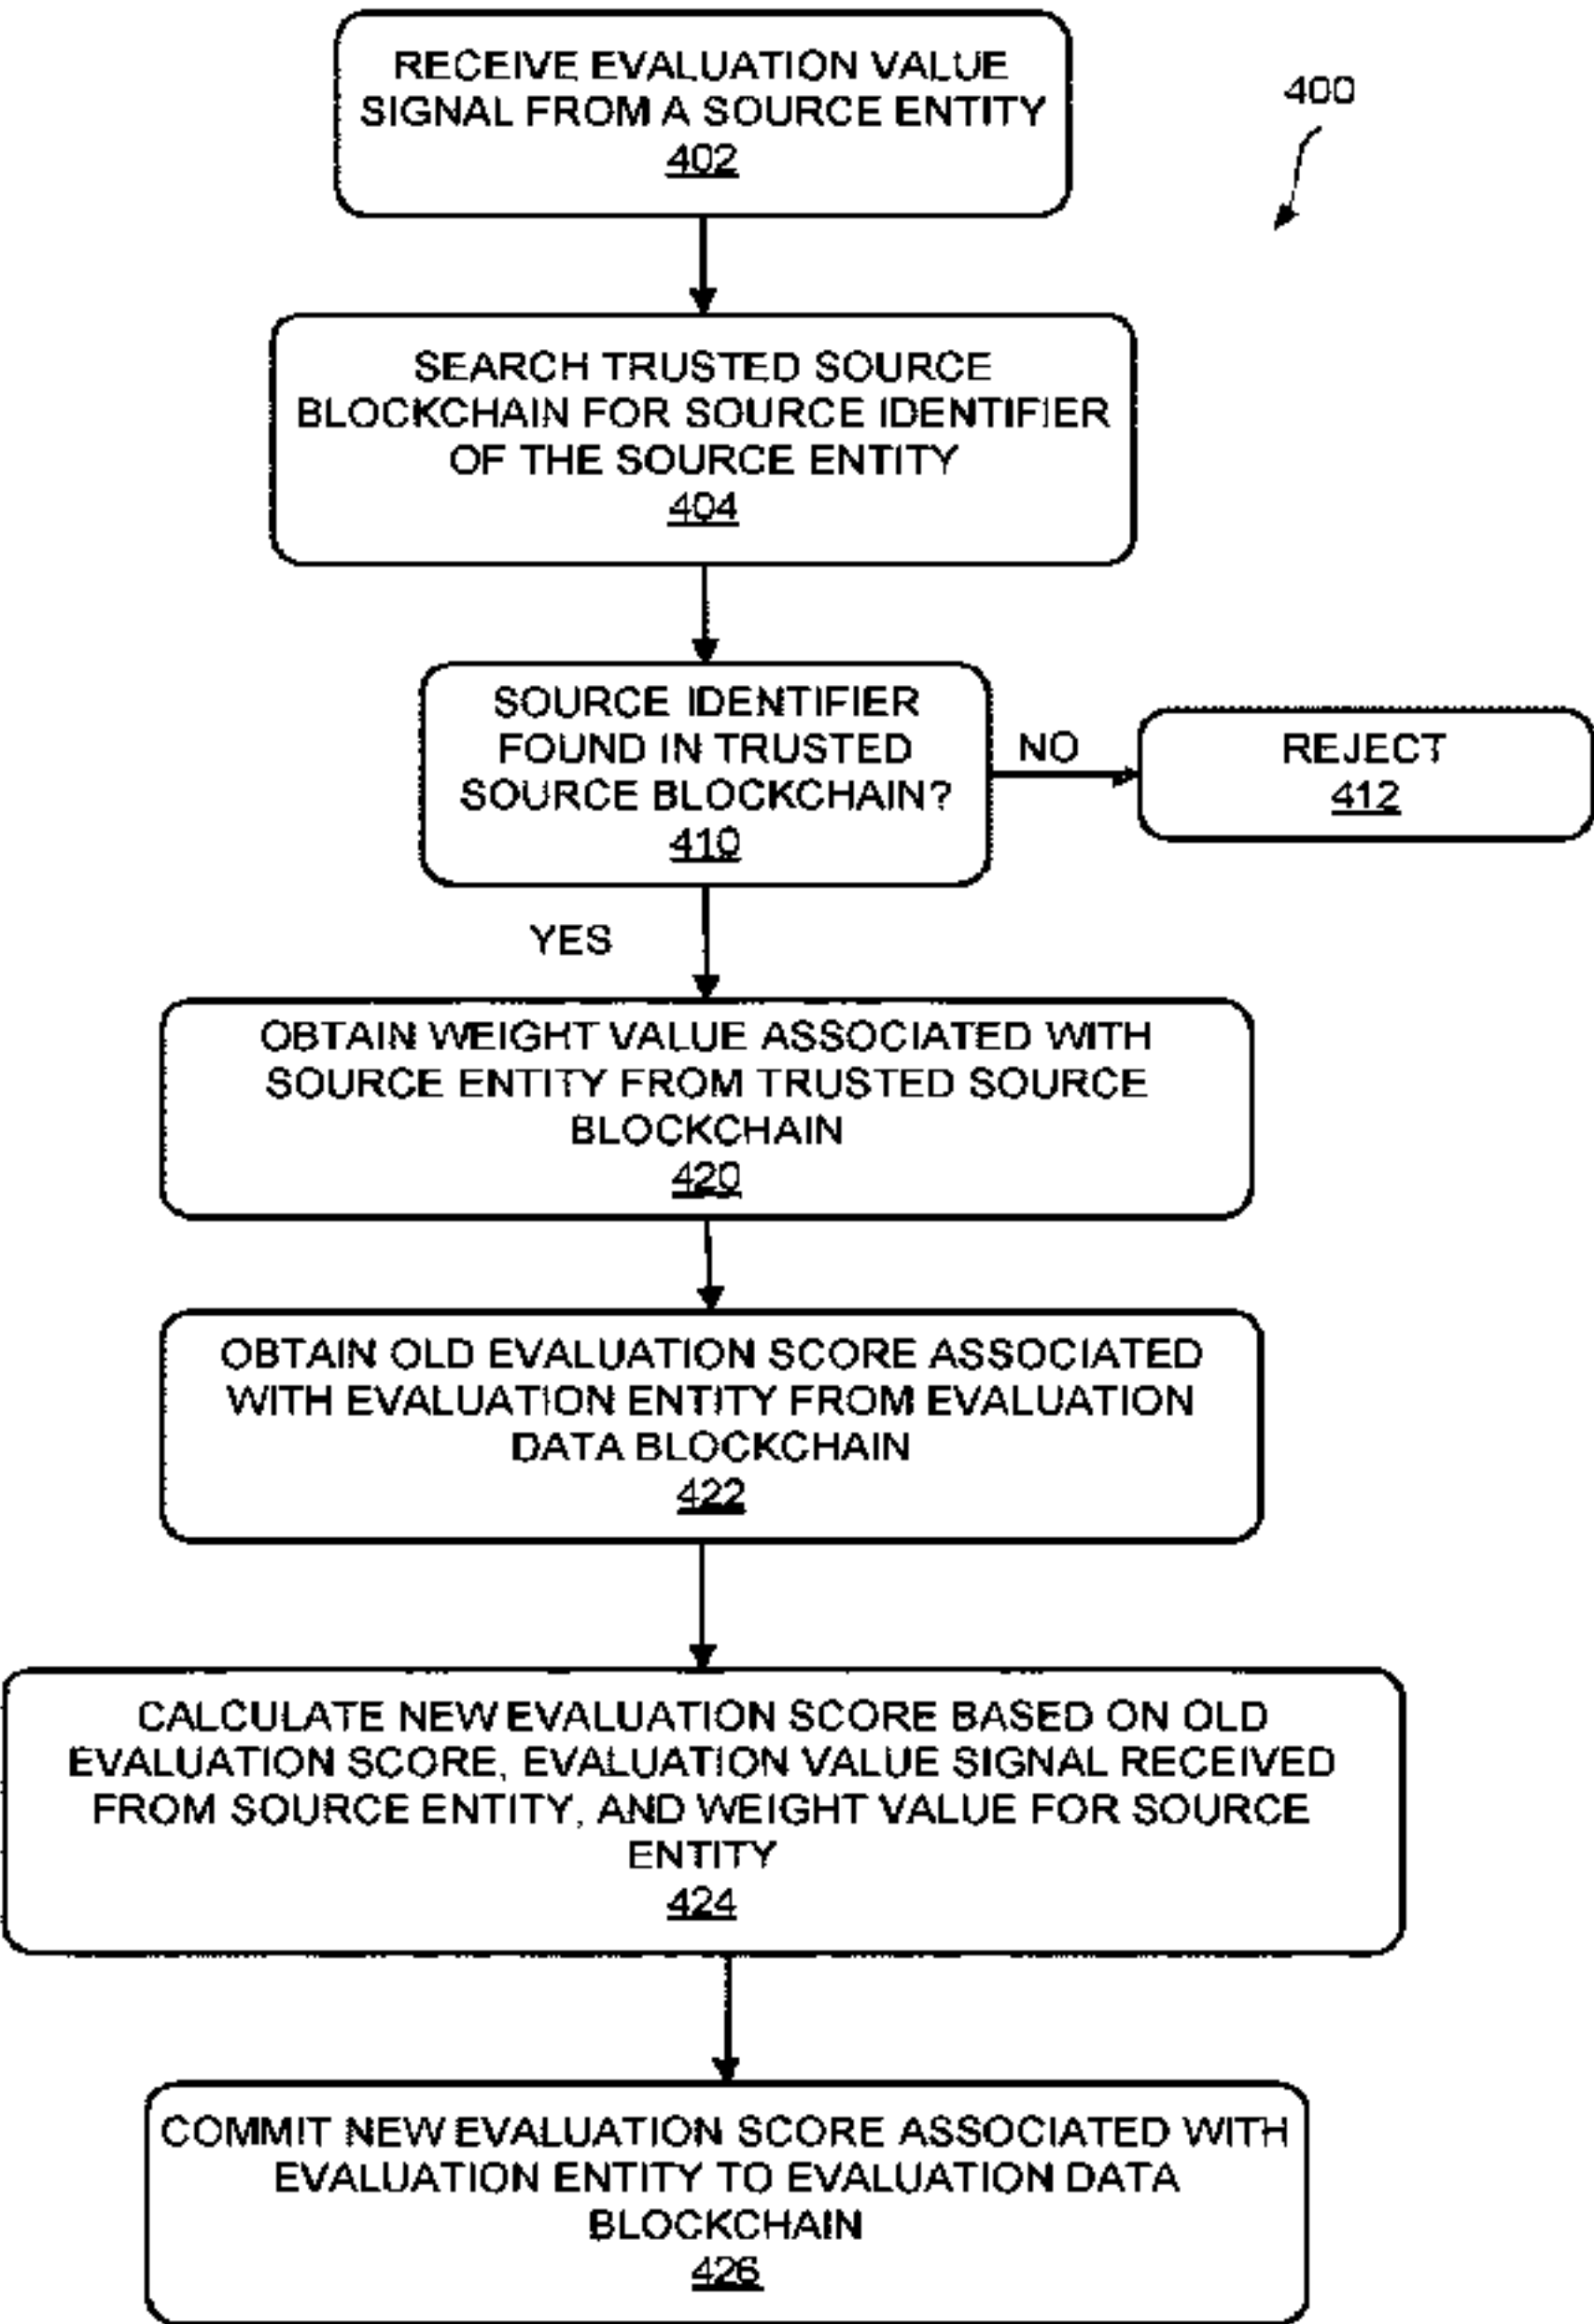 RECEIVE EVALUATION VALUE
SIGNAL FROM A SOURCE ENTITY
402
400
SEARCH TRUSTED SOURCE
BLOCKCHAIN FOR SOURCE IDENTIFIER
OF THE SOURCE ENTITY
404
SOURCE IDENTIFIER
FOUND IN TRUSTED
SOURCE BLOCKCHAIN?
410
NO
REJECT
412
YES
OBTAIN WEIGHT VALUE ASSOCIATED WITH
SOURCE ENTITY FROM TRUSTED SOURCE
BLOCKCHAIN
420
OBTAIN OLD EVALUATION SCORE ASSOCIATED
WITH EVALUATION ENTITY FROM EVALUATION
DATA BLOCKCHAIN
422
CALCULATE NEW EVALUATION SCORE BASED ON OLD
EVALUATION SCORE, EVALUATION VALUE SIGNAL RECEIVED
FROM SOURCE ENTITY, AND WEIGHT VALUE FOR SOURCE
ENTITY
424
COMMIT NEW EVALUATION SCORE ASSOCIATED WITH
EVALUATION ENTITY TO EVALUATION DATA
BLOCKCHAIN
426